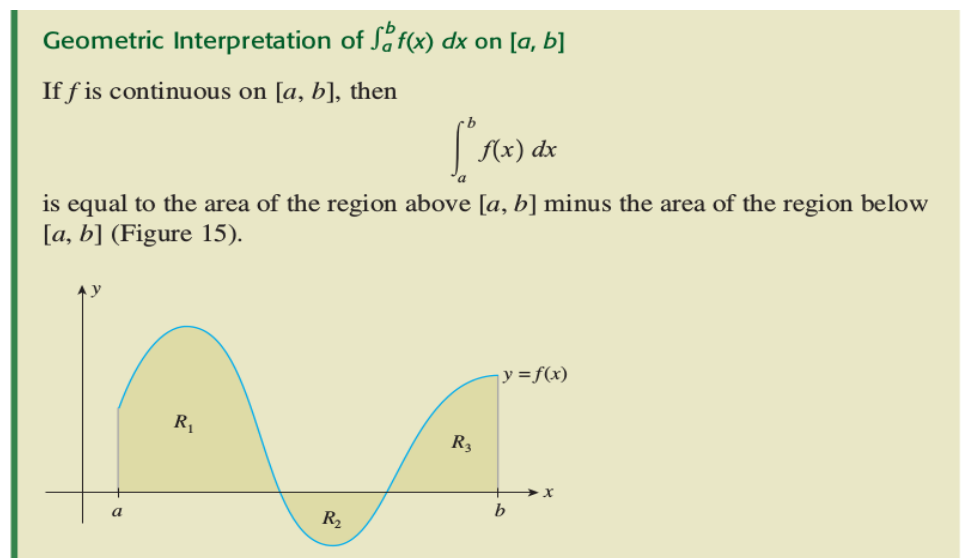 Geometric Interpretation of ∫ₐᵇ f(x) dx on [a, b]
If f is continuous on [a, b], then
∫ₐᵇ f(x) dx
is equal to the area of the region above [a, b] minus the area of the region below
[a, b] (Figure 15).
y
y = f(x)
R₁
R₃
x
a
R₂
b